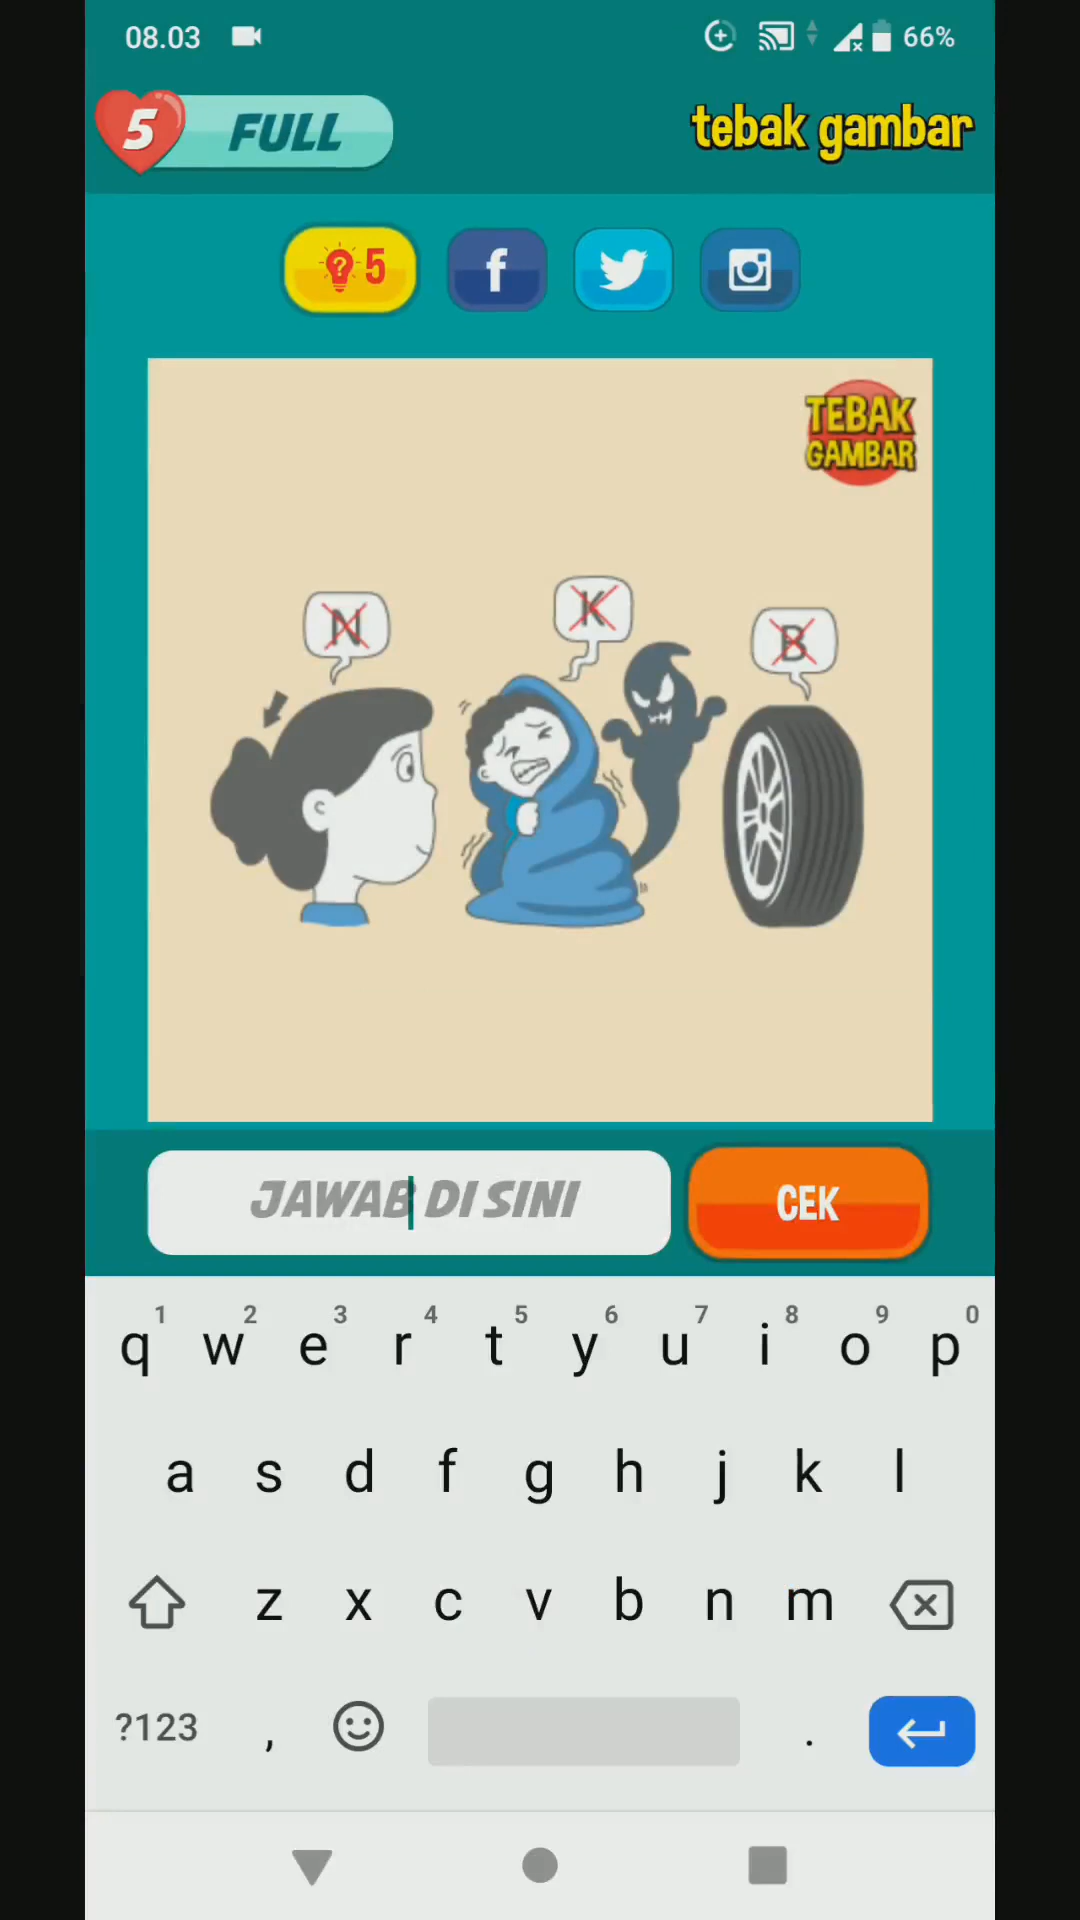 08.03
66%
5 FULL
tebak gambar
5
f
TEBAK
GAMBAR
N
K
B
JAWAB DI SINI
CEK
1 2 3 4 5 6 7 8 9 0
q w e r t y u i o p
a s d f g h j k l
z x c v b n m
?123 , .